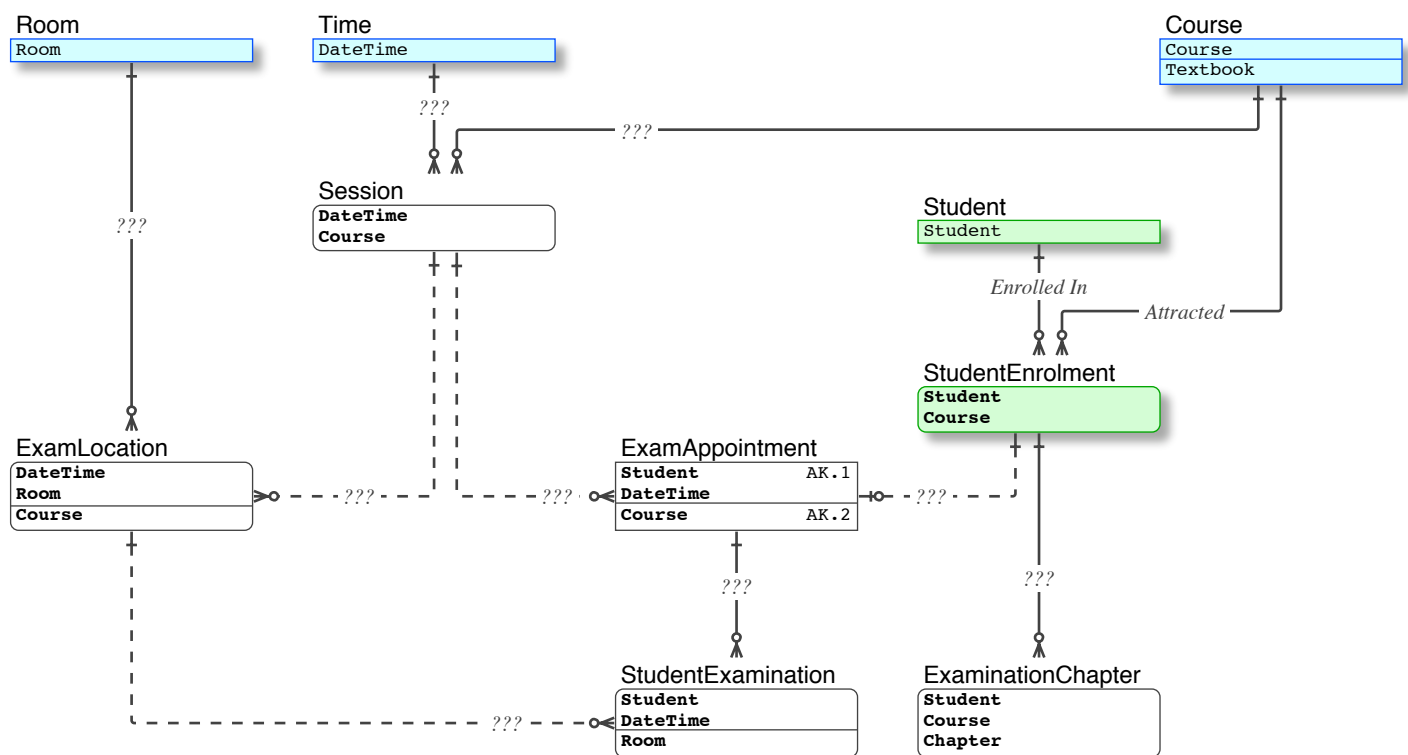 Room
Room
Time
DateTime
Course
Course
Textbook
???
???
???
Session
DateTime
Course
Student
Student
Enrolled In
Attracted
StudentEnrolment
Student
Course
ExamLocation
DateTime
Room
Course
???
???
ExamAppointment
Student AK.1
DateTime
Course AK.2
???
???
???
StudentExamination
Student
DateTime
Room
???
ExaminationChapter
Student
Course
Chapter